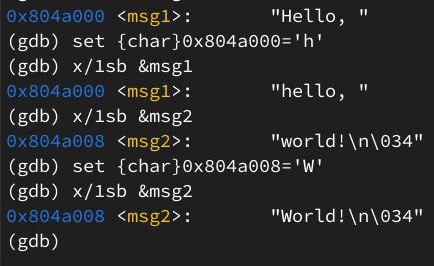 0x804a000 <msg1>:       "Hello, "
(gdb) set {char}0x804a000='h'
(gdb) x/1sb &msg1
0x804a000 <msg1>:       "hello, "
(gdb) x/1sb &msg2
0x804a008 <msg2>:       "world!\n\034"
(gdb) set {char}0x804a008='W'
(gdb) x/1sb &msg2
0x804a008 <msg2>:       "World!\n\034"
(gdb)